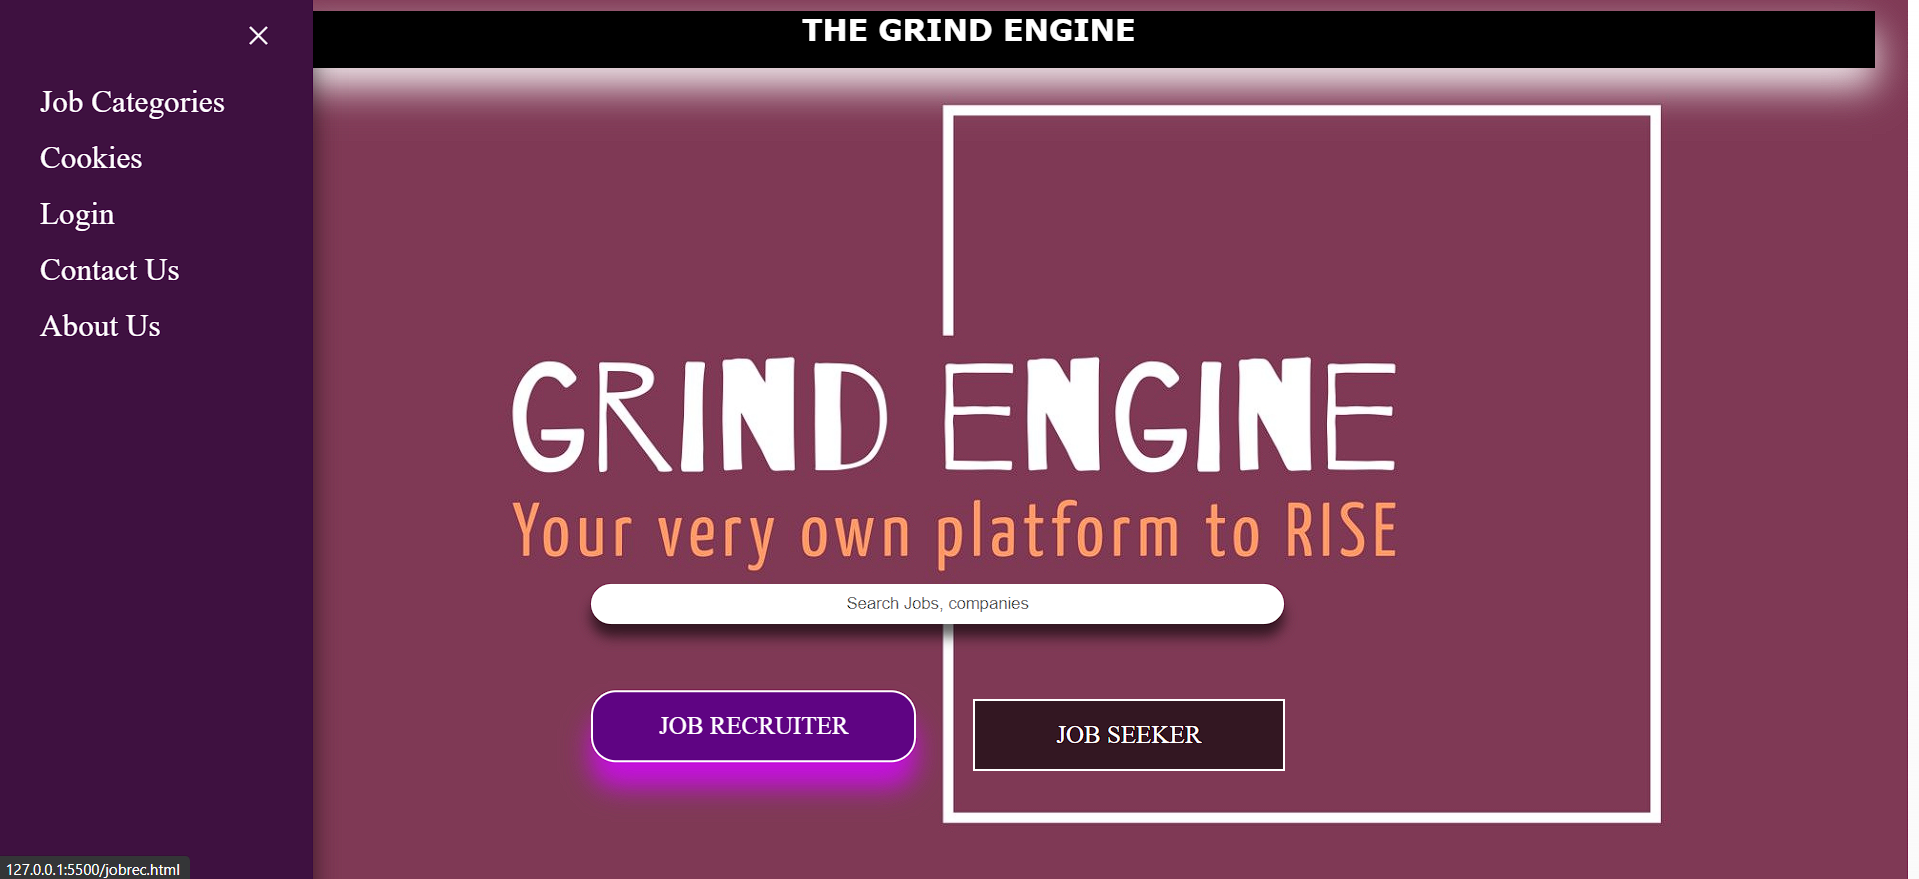 THE GRIND ENGINE
Job Categories
Cookies
Login
Contact Us
About Us
GRIND ENGINE
Your very own platform to RISE
Search Jobs, companies
JOB RECRUITER
JOB SEEKER
127.0.0.1:5500/jobrec.html